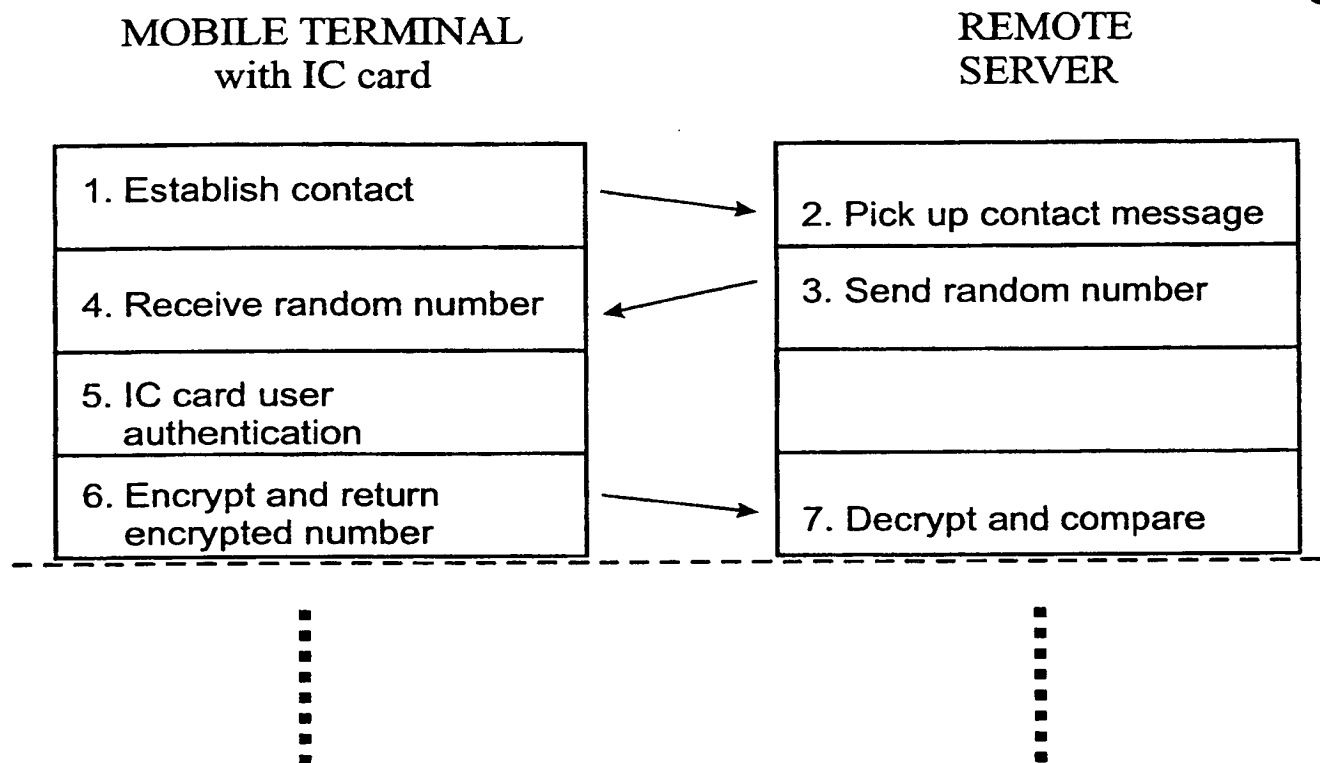 MOBILE TERMINAL
with IC card
REMOTE
SERVER
1. Establish contact
2. Pick up contact message
4. Receive random number
3. Send random number
5. IC card user
authentication
6. Encrypt and return
encrypted number
7. Decrypt and compare